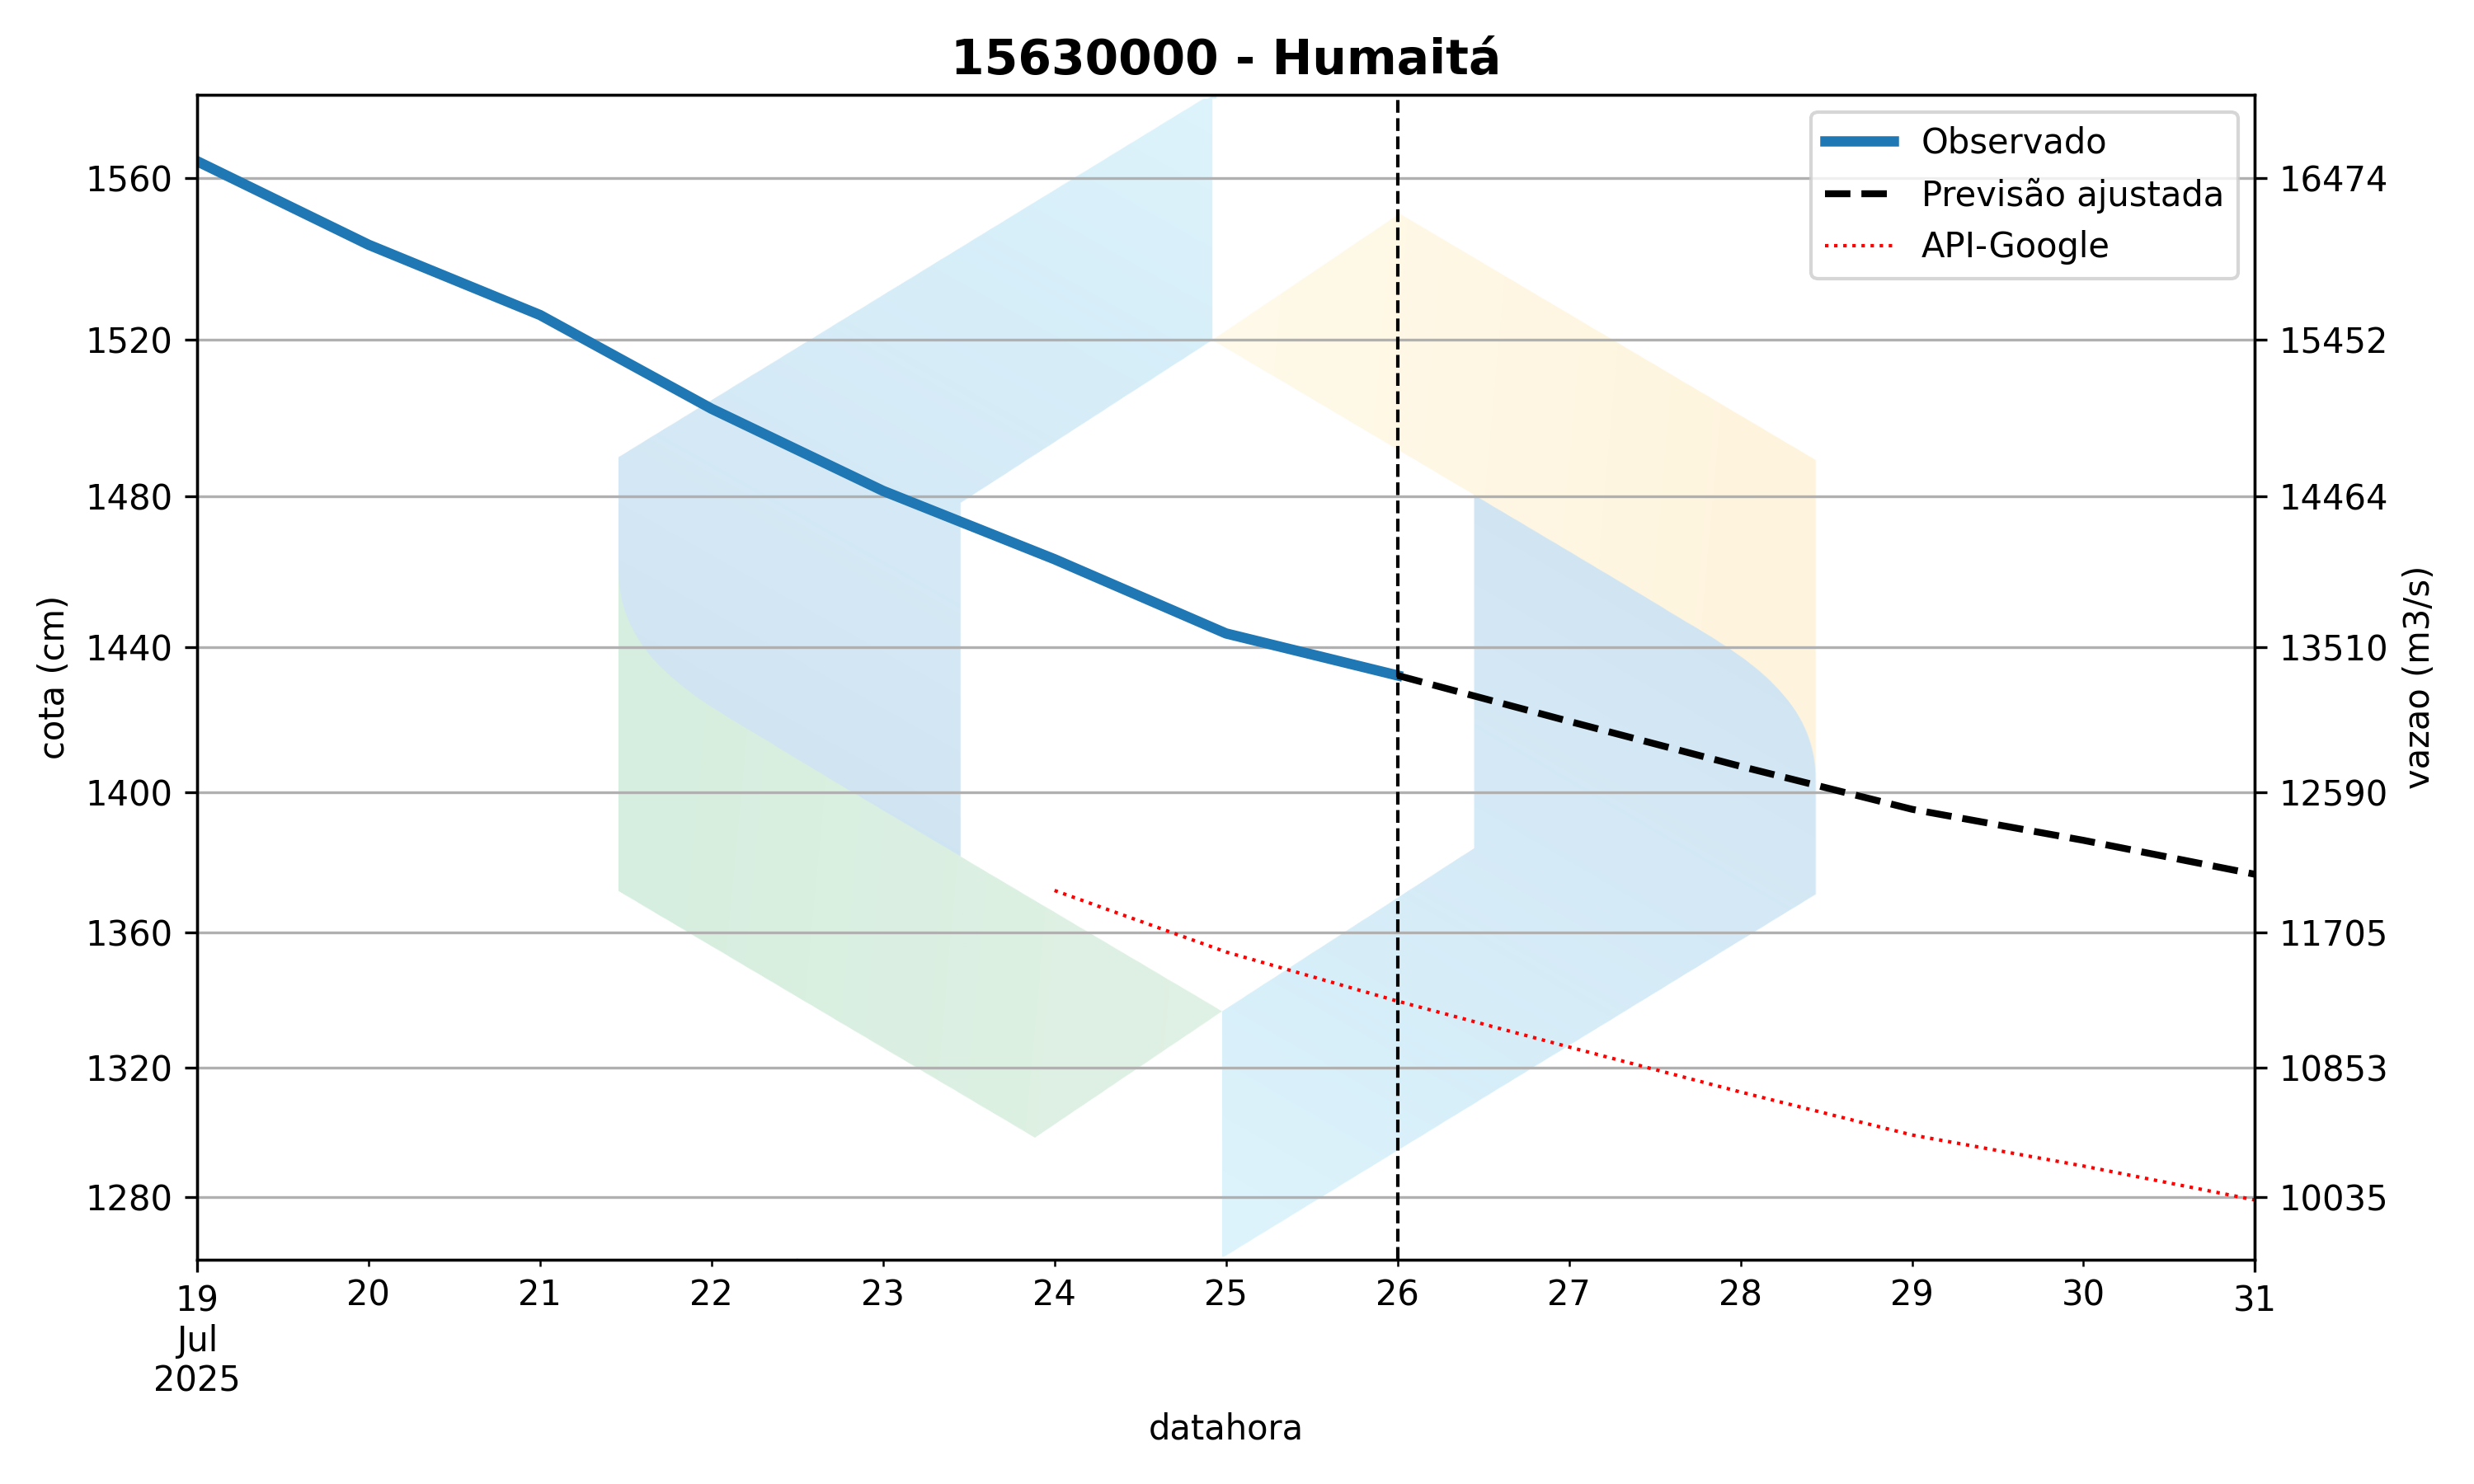 15630000 - Humaitá
Observado
Previsão ajustada
API-Google
1560
1520
1480
1440
1400
1360
1320
1280
cota (cm)
16474
15452
14464
13510
12590
11705
10853
10035
vazao (m3/s)
19 20 21 22 23 24 25 26 27 28 29 30 31
Jul
2025
datahora